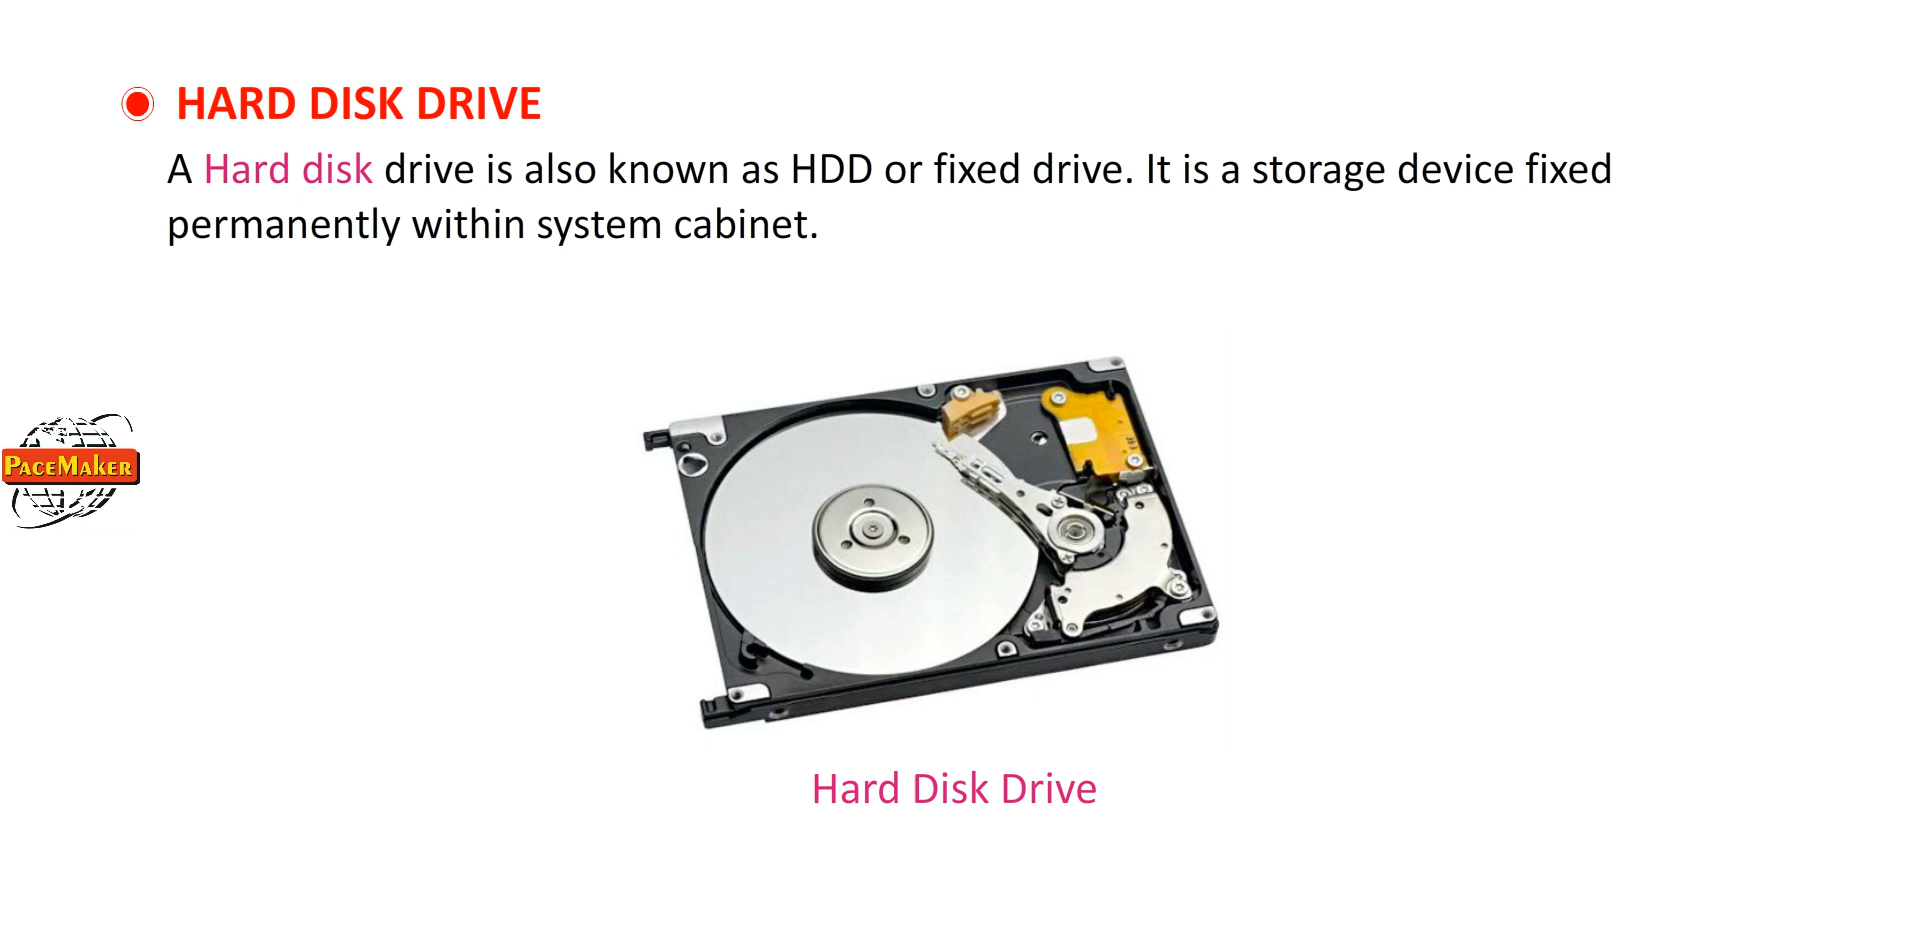 HARD DISK DRIVE
A Hard disk drive is also known as HDD or fixed drive. It is a storage device fixed
permanently within system cabinet.
PACEMAKER
Hard Disk Drive